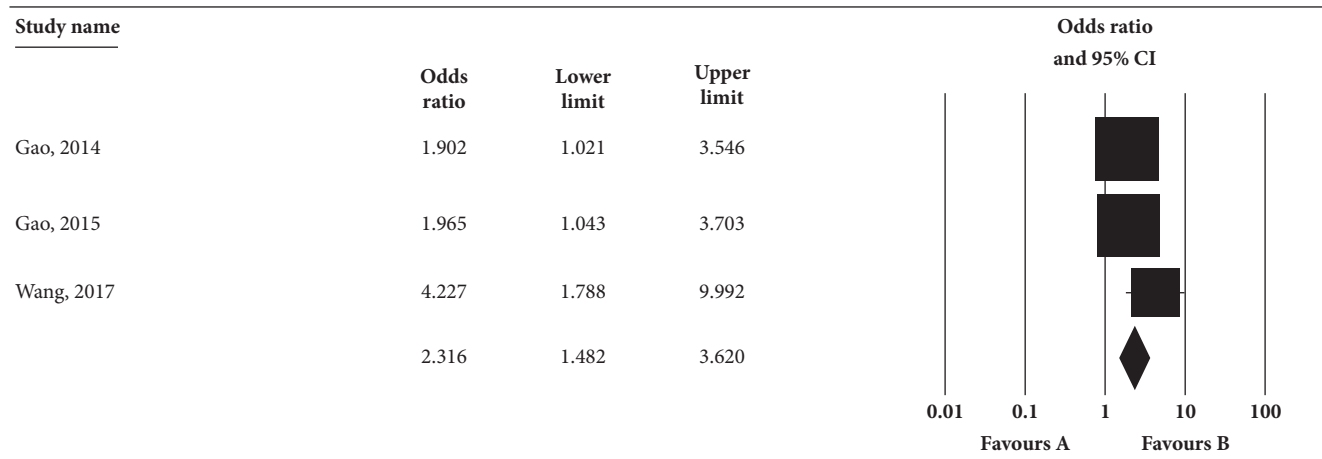 Study name
Odds ratio
and 95% CI
Odds ratio
Lower limit
Upper limit
Gao, 2014 1.902 1.021 3.546
Gao, 2015 1.965 1.043 3.703
Wang, 2017 4.227 1.788 9.992
2.316 1.482 3.620
0.01 0.1 1 10 100
Favours A Favours B